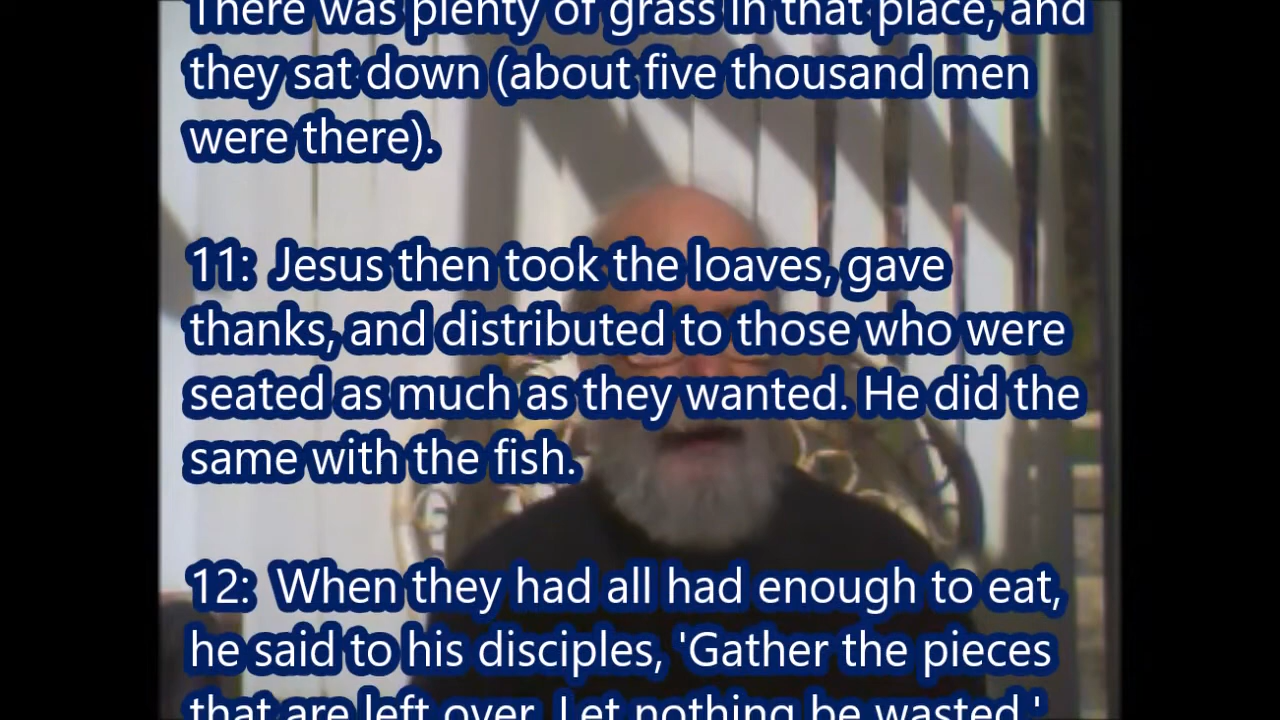 There was plenty of grass in that place, and
they sat down (about five thousand men
were there).
11:  Jesus then took the loaves, gave
thanks, and distributed to those who were
seated as much as they wanted. He did the
same with the fish.
12:  When they had all had enough to eat,
he said to his disciples, 'Gather the pieces
that are left over. Let nothing be wasted.'